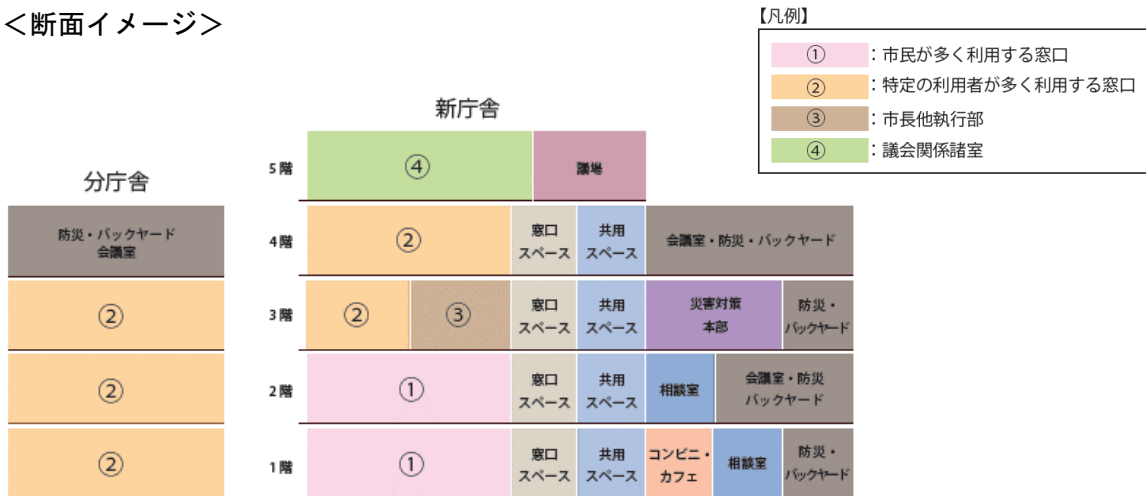 ＜断面イメージ＞
【凡例】
①：市民が多く利用する窓口
②：特定の利用者が多く利用する窓口
③：市長他執行部
④：議会関係諸室
新庁舎
分庁舎
5階
④
議場
防災・バックヤード
会議室
4階
②
窓口
スペース
共用
スペース
会議室・防災・バックヤード
②
3階
②
③
窓口
スペース
共用
スペース
災害対策
本部
防災・
バックヤード
②
2階
①
窓口
スペース
共用
スペース
相談室
会議室・防災
バックヤード
②
1階
①
窓口
スペース
共用
スペース
コンビニ・
カフェ
相談室
防災・
バックヤード